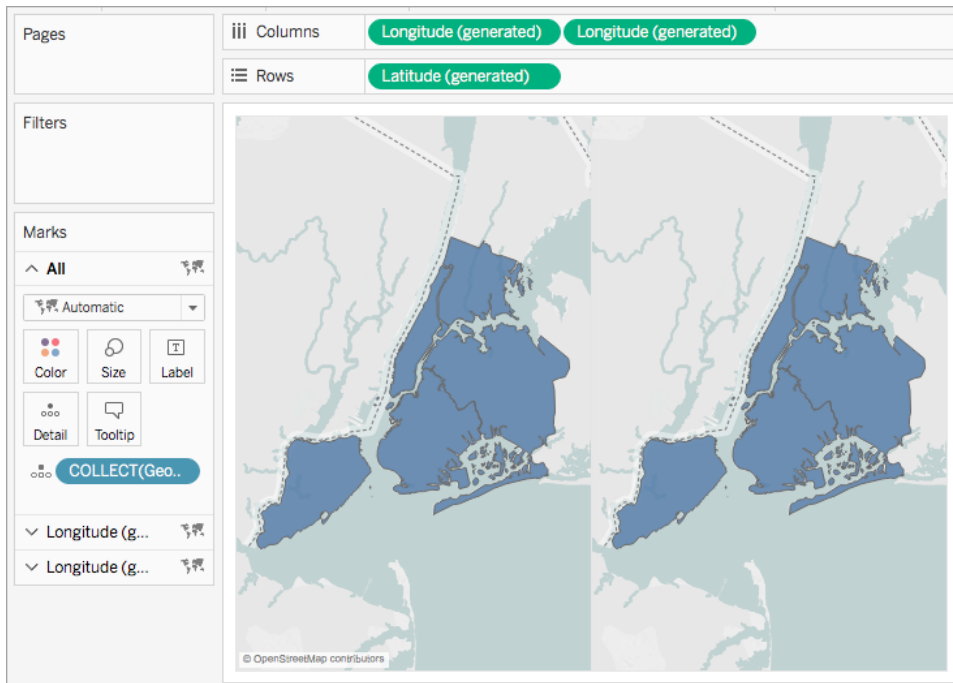 Pages
Columns
Longitude (generated)
Longitude (generated)
Rows
Latitude (generated)
Filters
Marks
All
Automatic
Color
Size
T
Label
Detail
Tooltip
COLLECT(Geo..
Longitude (g...
Longitude (g...
© OpenStreetMap contributors